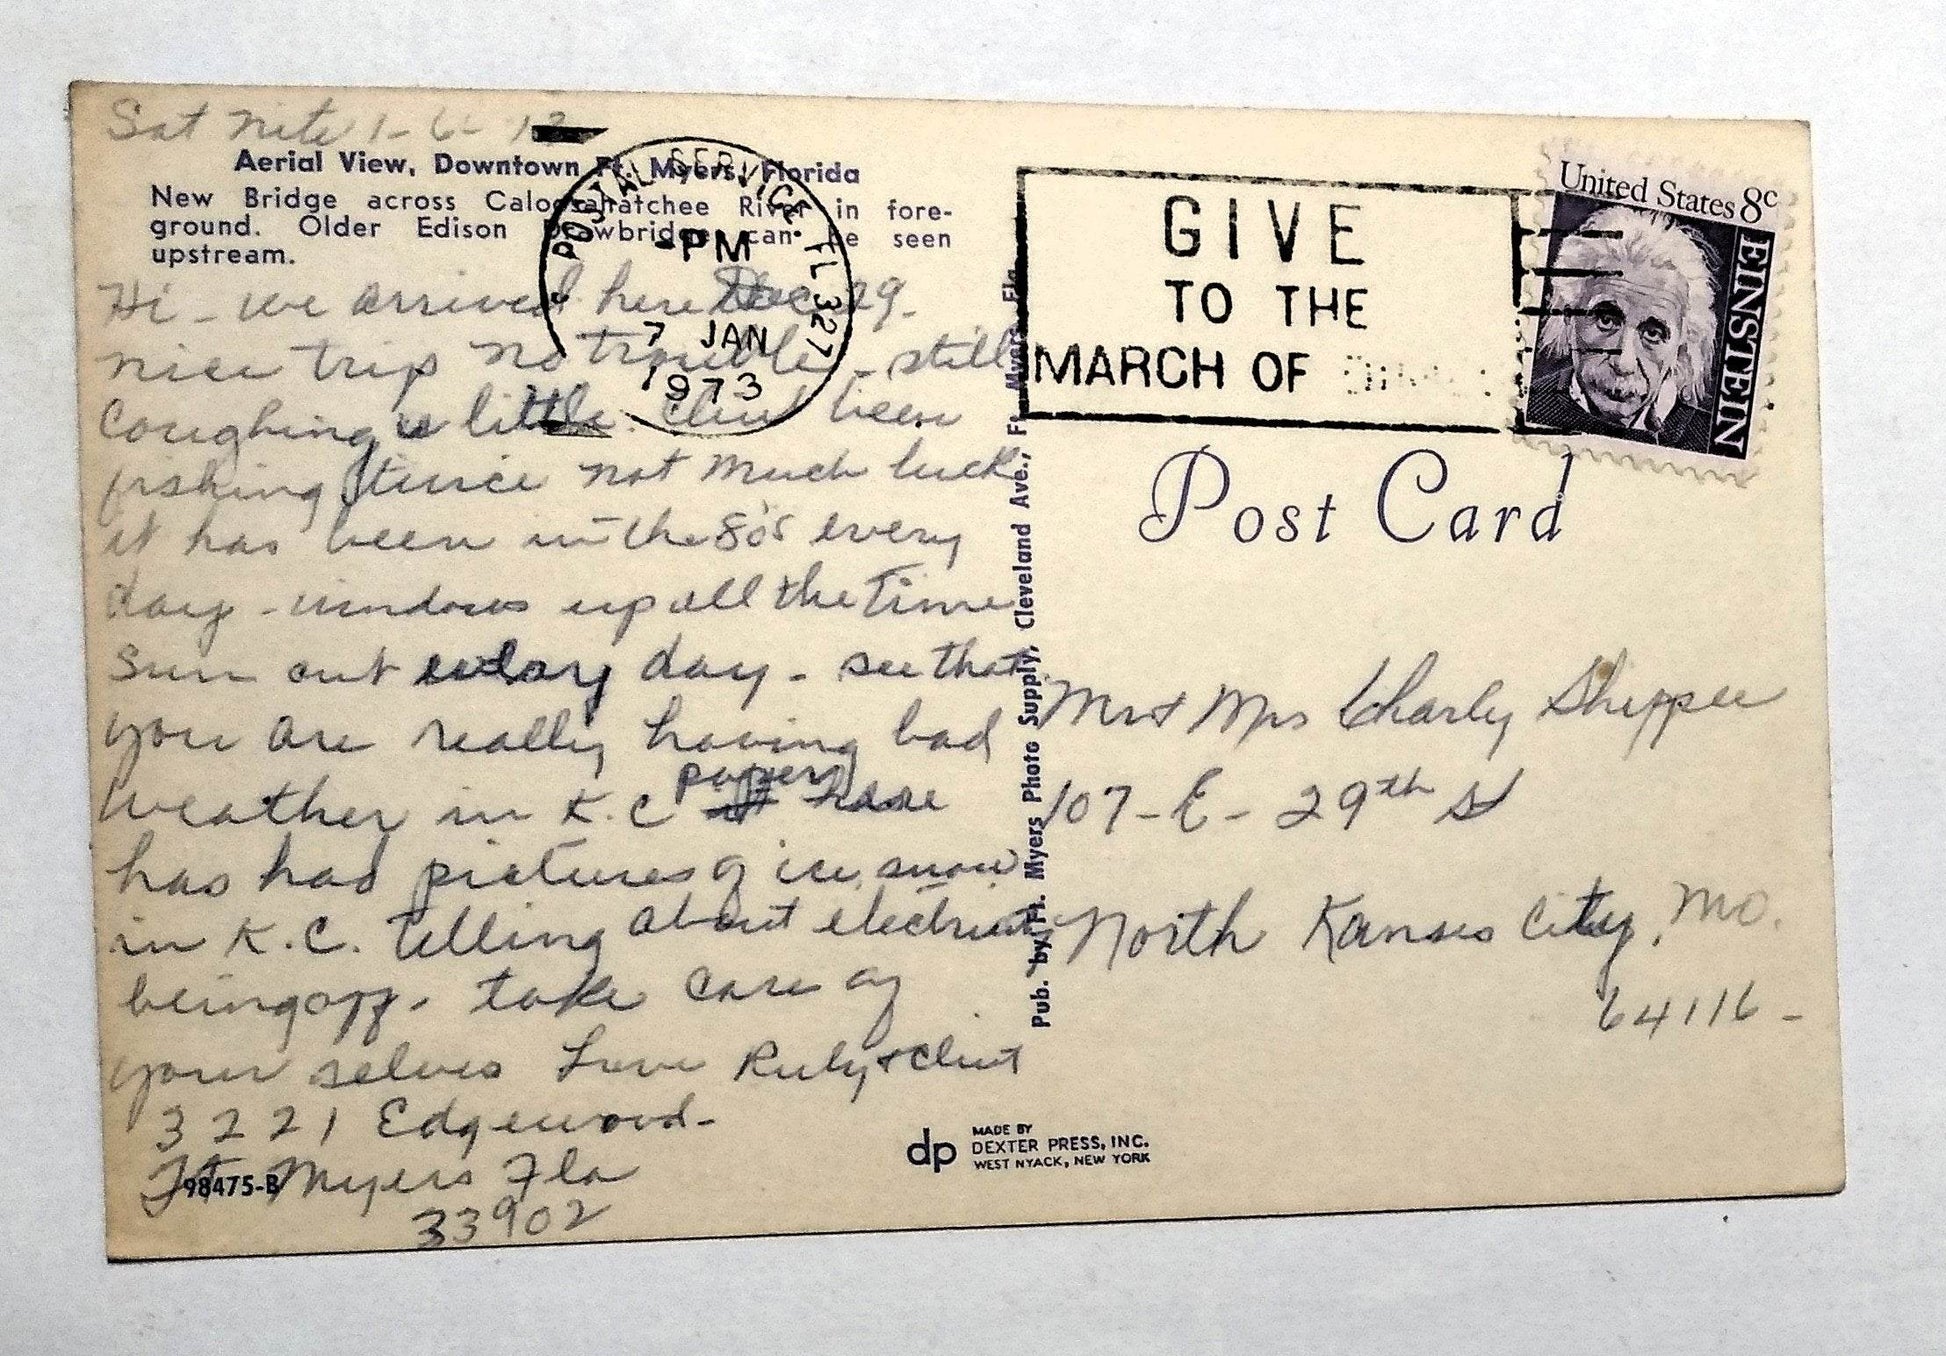 Sat nite 1-6-
Aerial View, Downtown Ft. Myers, Florida
New Bridge across Caloosahatchee River in fore-
ground. Older Edison Drawbridge can be seen
upstream.
Hi - we arrived here Dec 29-
nice trip no trouble - still
coughing a little. Clint been
fishing twice not much luck
it has been in the 80's every
day - windows up all the time
sun out every day - see that
you are really having bad
weather in K.C papers
has had pictures of ice, snow
in K.C. telling about electricity
being off. take care of
your selves Love Ruby & Clint
3221 Edgewood-
Ft Myers Fla
33902
98475-B
POSTAL SERVICE, FL 327
PM
7 JAN
1973
GIVE
TO THE
MARCH OF
United States 8c
EINSTEIN
Post Card
Mr & Mrs Charly
107-E-29th St
North Kansas City, Mo.
64116-
Pub. by Ft. Myers Photo Supply, Cleveland Ave., Ft. Myers, Fla.
dp
MADE BY
DEXTER PRESS, INC.
WEST NYACK, NEW YORK